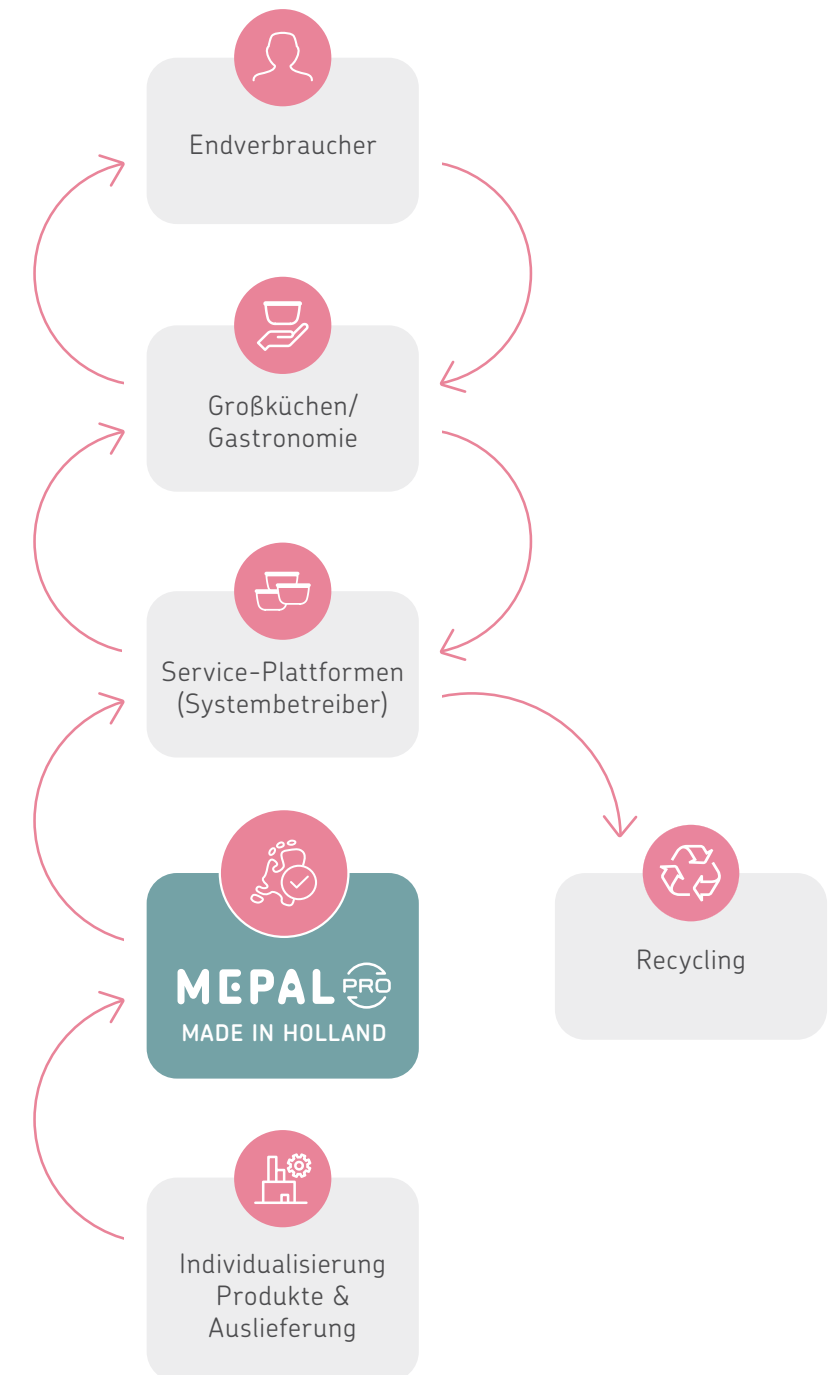 Endverbraucher
Großküchen/
Gastronomie
Service-Plattformen
(Systembetreiber)
MEPAL PRO
MADE IN HOLLAND
Recycling
Individualisierung
Produkte &
Auslieferung